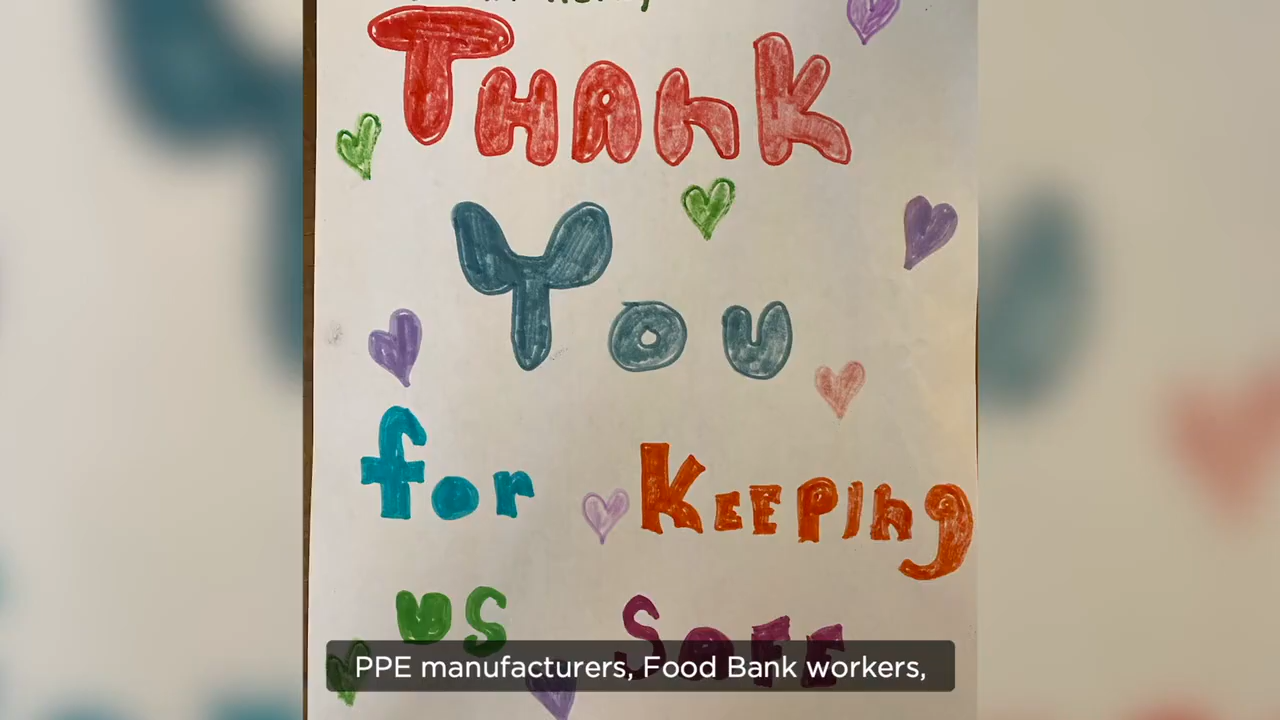 THAnK
YOU
for KEEPIng
us SaFE
PPE manufacturers, Food Bank workers,